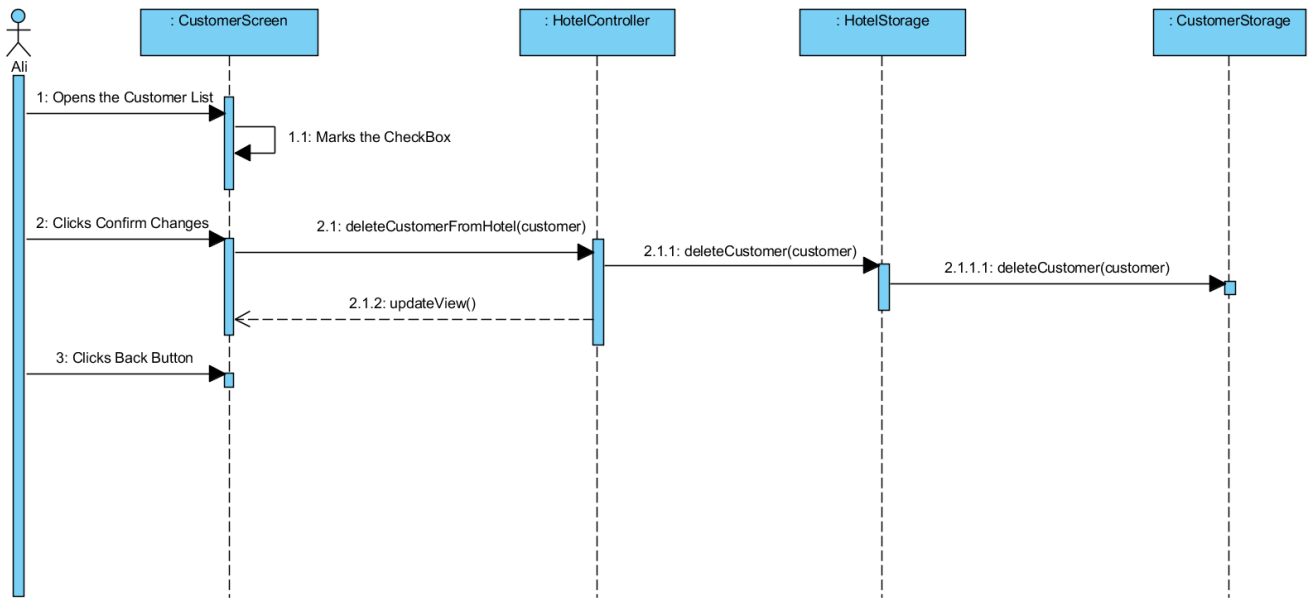 : CustomerScreen
: HotelController
: HotelStorage
: CustomerStorage
Ali
1: Opens the Customer List
1.1: Marks the CheckBox
2: Clicks Confirm Changes
2.1: deleteCustomerFromHotel(customer)
2.1.1: deleteCustomer(customer)
2.1.1.1: deleteCustomer(customer)
2.1.2: updateView()
3: Clicks Back Button